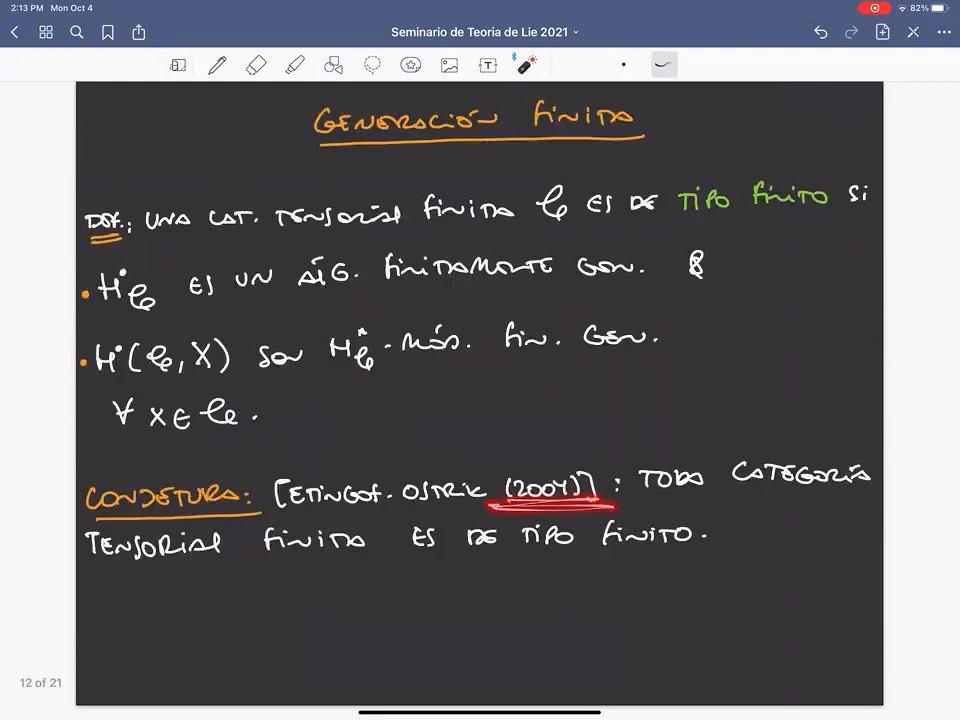 2:13 PM Mon Oct 4
82%
Seminario de Teoria de Lie 2021
GENERACIÓN FINITA
DEF.: UNA CAT. TENSORIAL FINITA 𝒞 ES DE TIPO FINITO SI
• H•𝒞 ES UN ÁLG. FINITAMENTE GEN. &
• H•(𝒞, X) SON H•𝒞 - MÓD. FIN. GEN.
∀ X ∈ 𝒞.
CONJETURA: [ETINGOF-OSTRIK (2004)]: TODA CATEGORÍA
TENSORIAL FINITA ES DE TIPO FINITO.
12 of 21